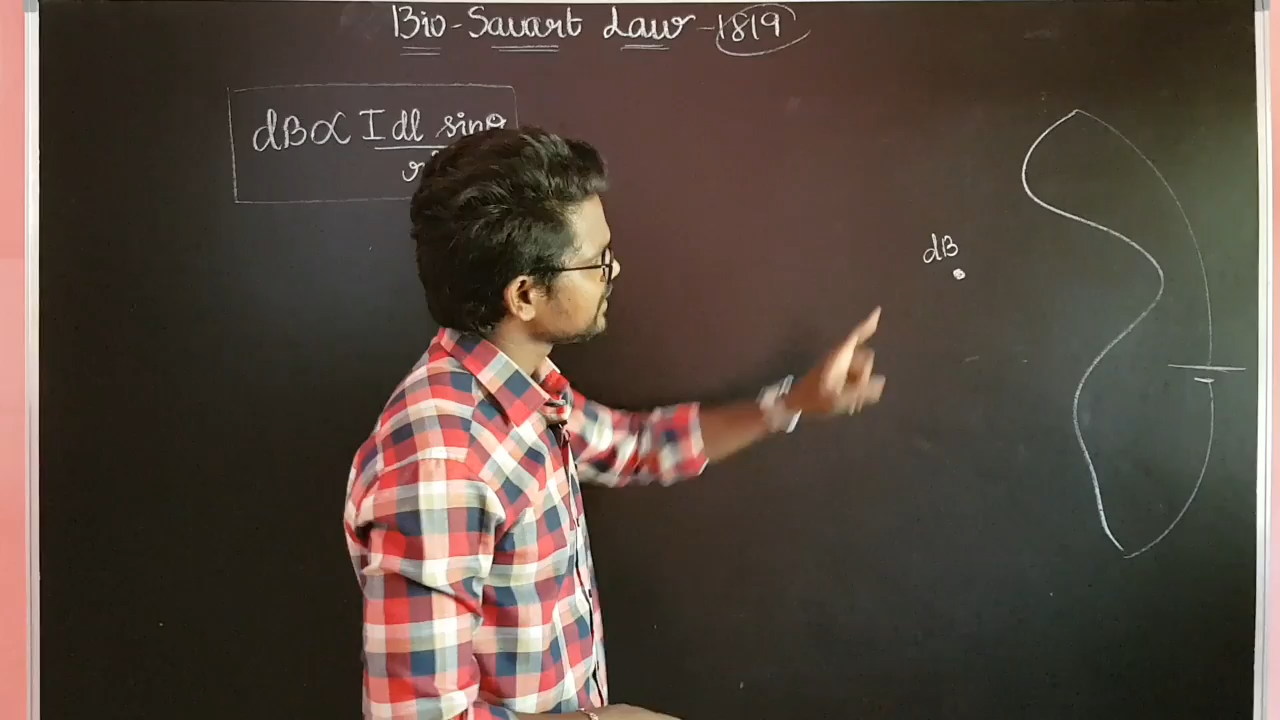 Bio-Savart Law - 1819
dB∝ I dl sinθ
r
dB